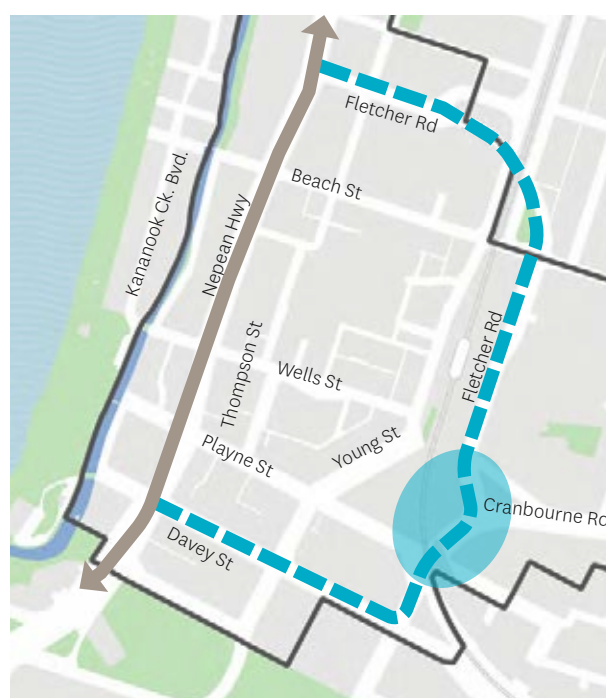 Fletcher Rd
Beach St
Kananook Ck. Bvd.
Nepean Hwy
Fletcher Rd
Thompson St
Wells St
Young St
Playne St
Cranbourne Rd
Davey St